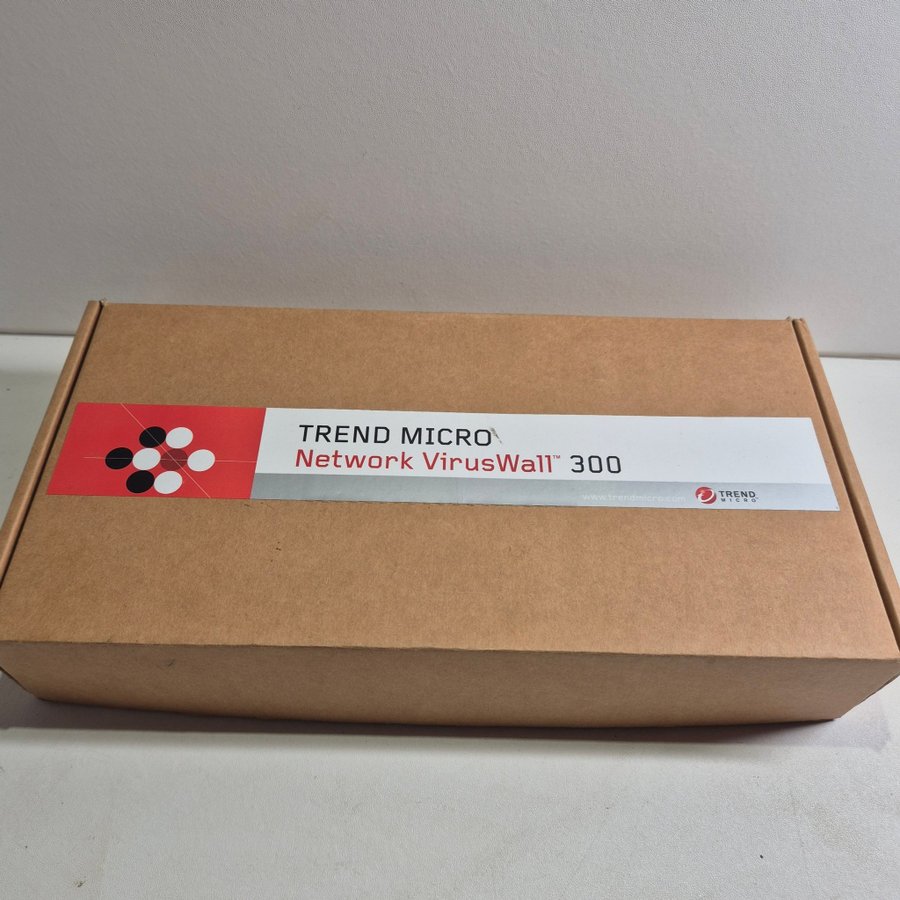 TREND MICRO
Network VirusWall™ 300
www.trendmicro.com
TREND
MICRO